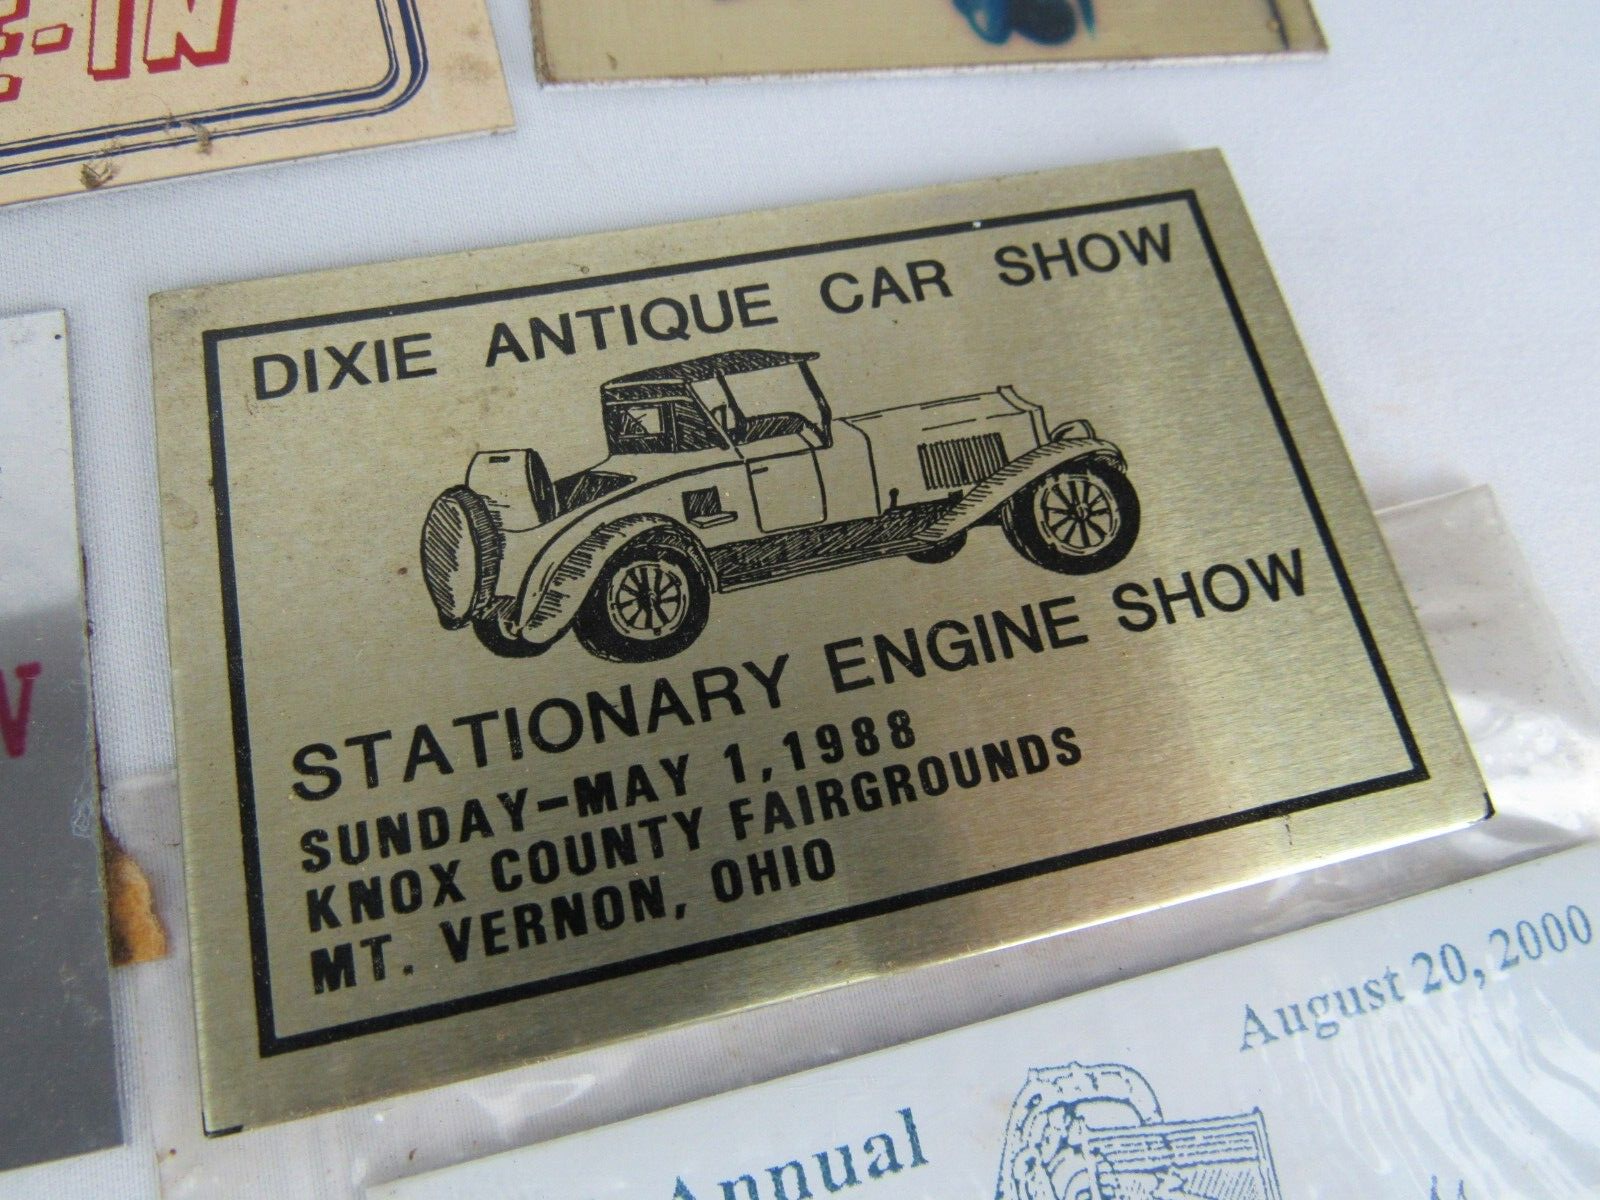 E-IN
DIXIE ANTIQUE CAR SHOW
STATIONARY ENGINE SHOW
SUNDAY-MAY 1, 1988
KNOX COUNTY FAIRGROUNDS
MT. VERNON, OHIO
August 20, 2000
Annual